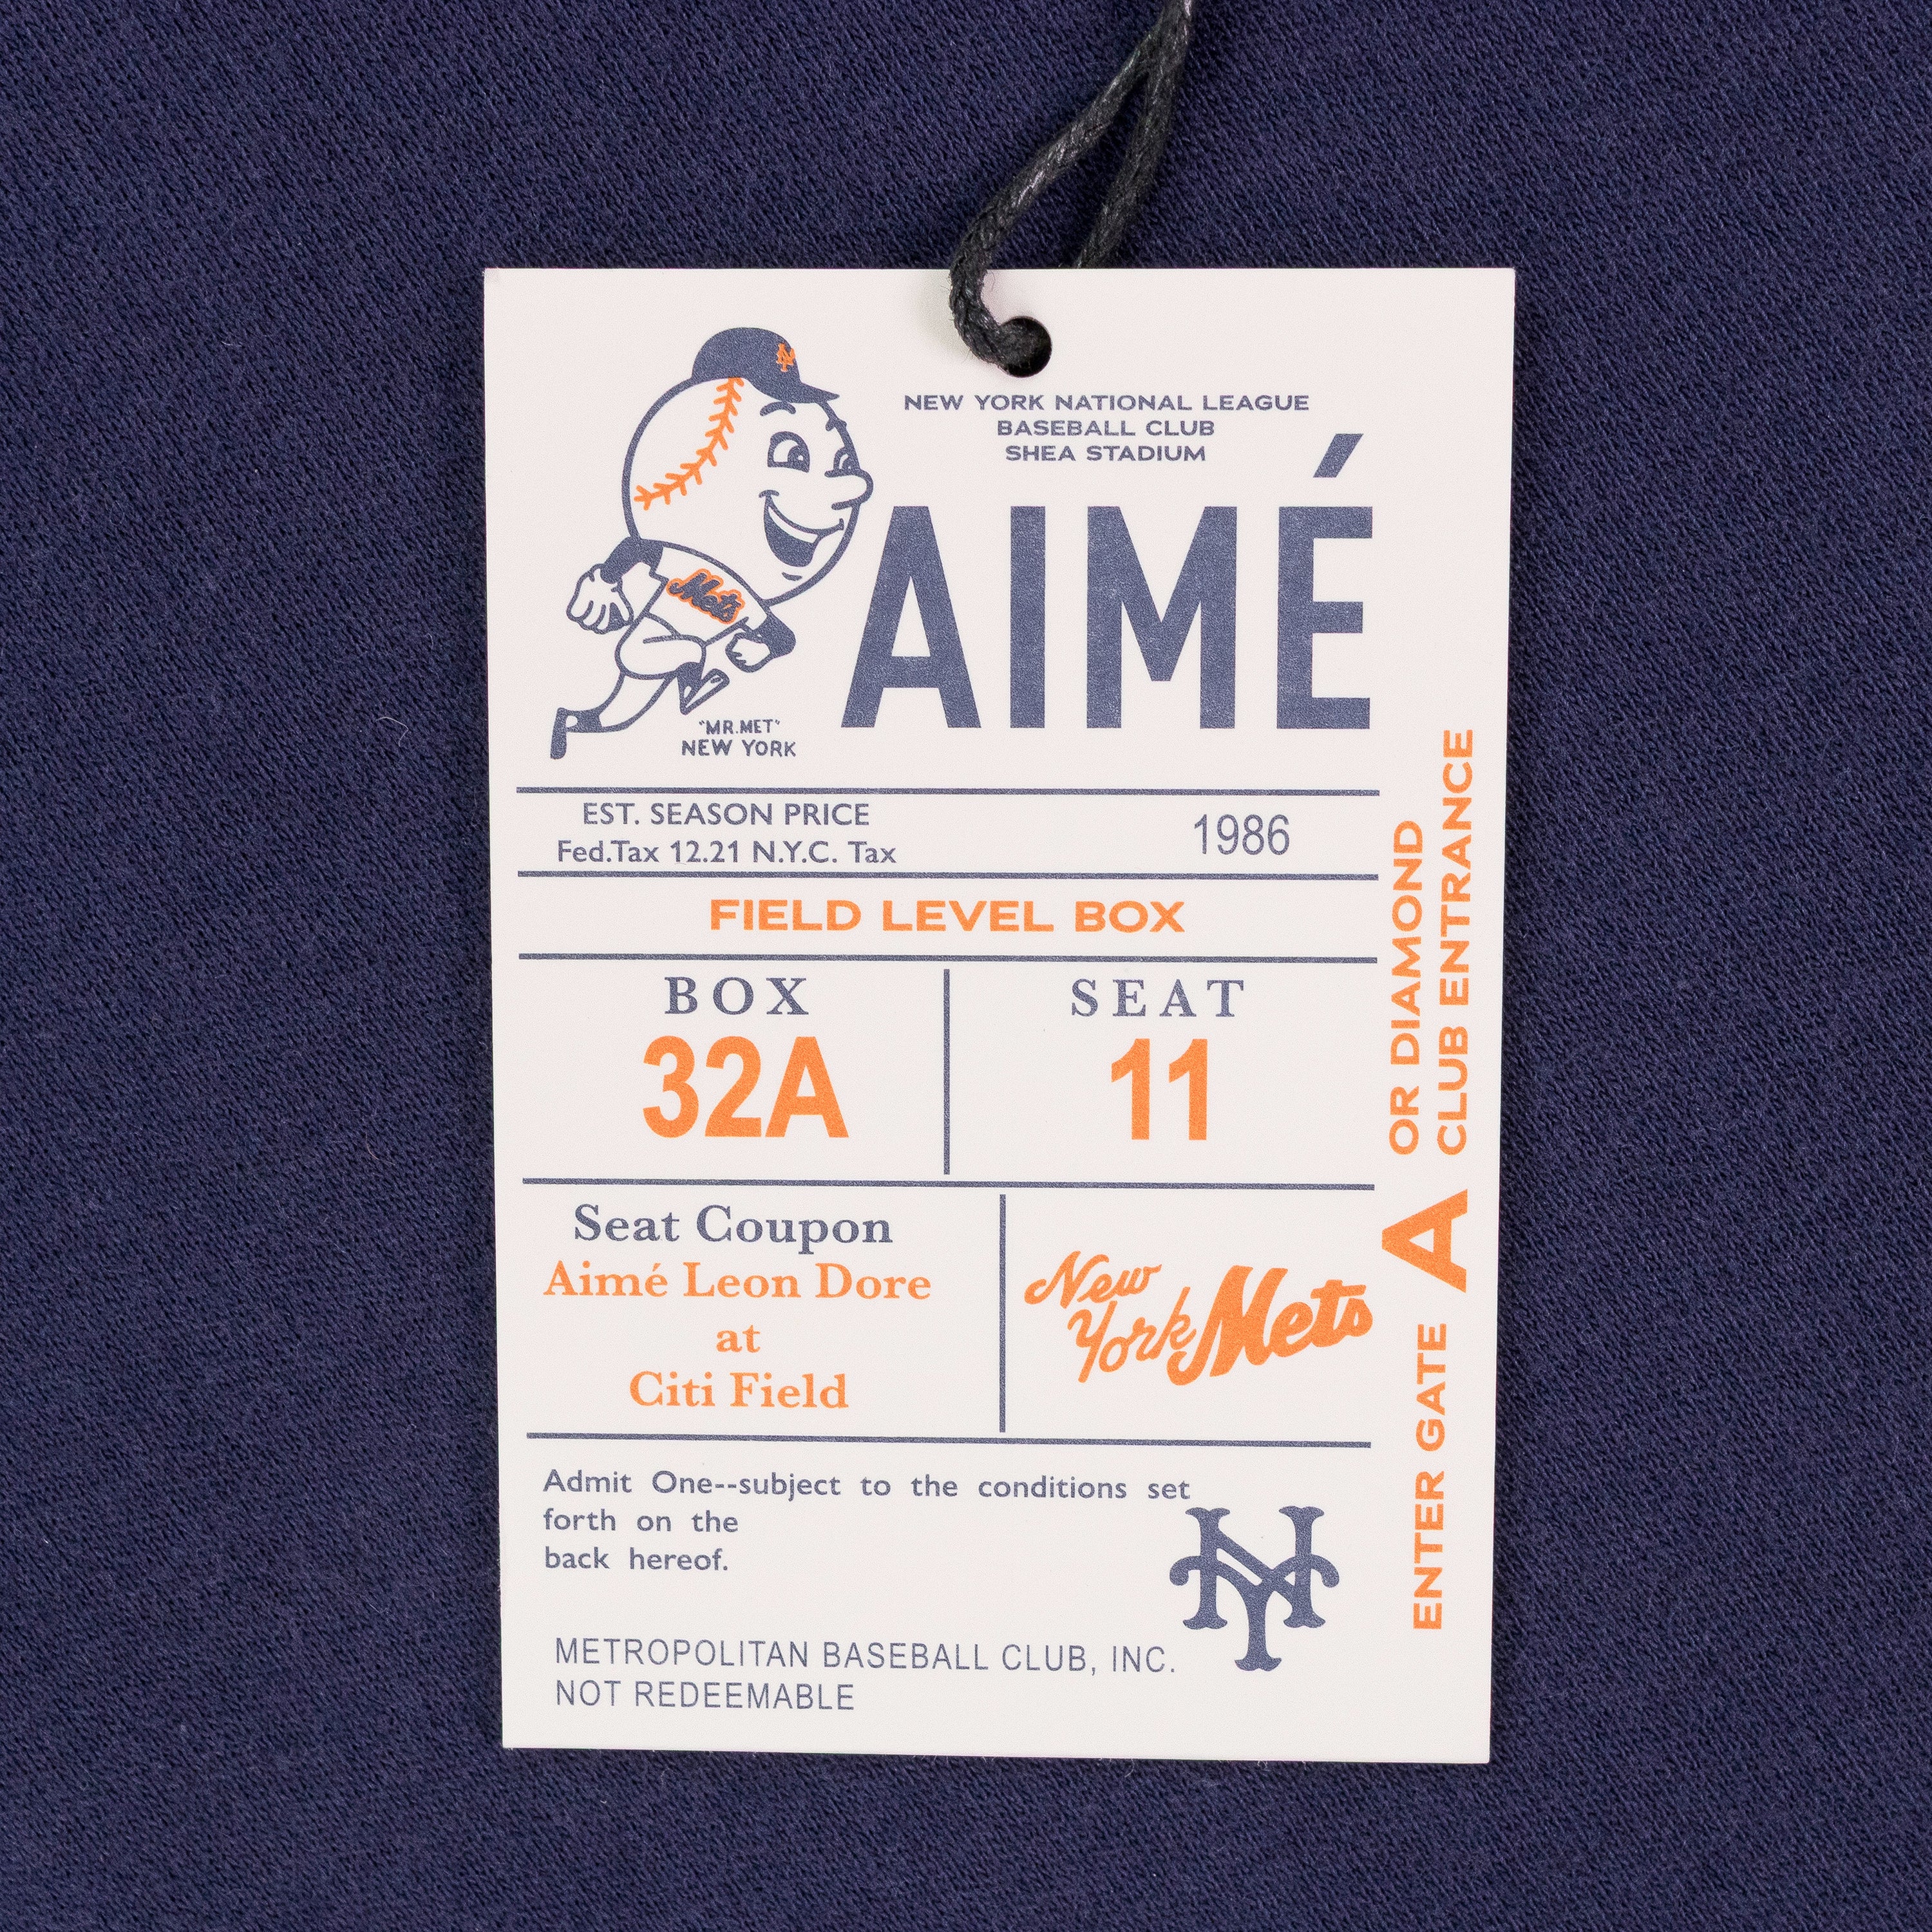 NEW YORK NATIONAL LEAGUE
BASEBALL CLUB
SHEA STADIUM
AIMÉ
Mets
"MR.MET"
NEW YORK
EST. SEASON PRICE
Fed.Tax 12.21 N.Y.C. Tax
1986
FIELD LEVEL BOX
BOX
32A
SEAT
11
Seat Coupon
Aimé Leon Dore
at
Citi Field
New
York Mets
Admit One--subject to the conditions set
forth on the
back hereof.
NY
METROPOLITAN BASEBALL CLUB, INC.
NOT REDEEMABLE
ENTER GATE A
OR DIAMOND
CLUB ENTRANCE